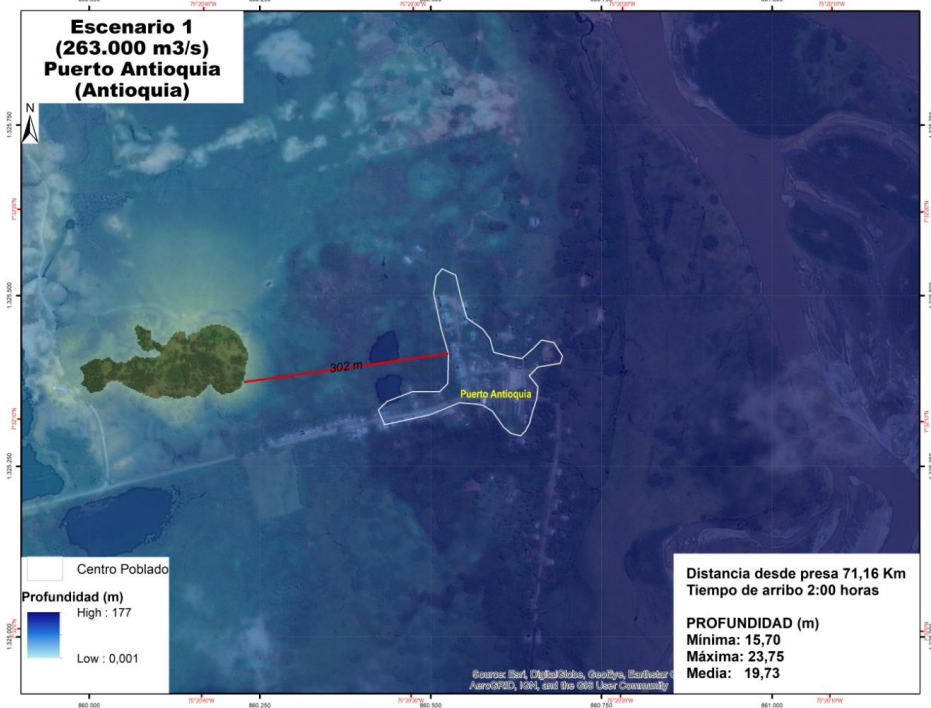 Escenario 1
(263.000 m3/s)
Puerto Antioquia
(Antioquia)
N
302 m
Puerto Antioquia
Centro Poblado
Profundidad (m)
High : 177
Low : 0,001
Distancia desde presa 71,16 Km
Tiempo de arribo 2:00 horas
PROFUNDIDAD (m)
Mínima: 15,70
Máxima: 23,75
Media: 19,73
Source: Esri, DigitalGlobe, GeoEye, Earthstar
AeroGRID, IGN, and the GIS User Community
1.325.750
1.325.500
1.325.250
1.325.000
860.000
860.250
860.500
860.750
861.000